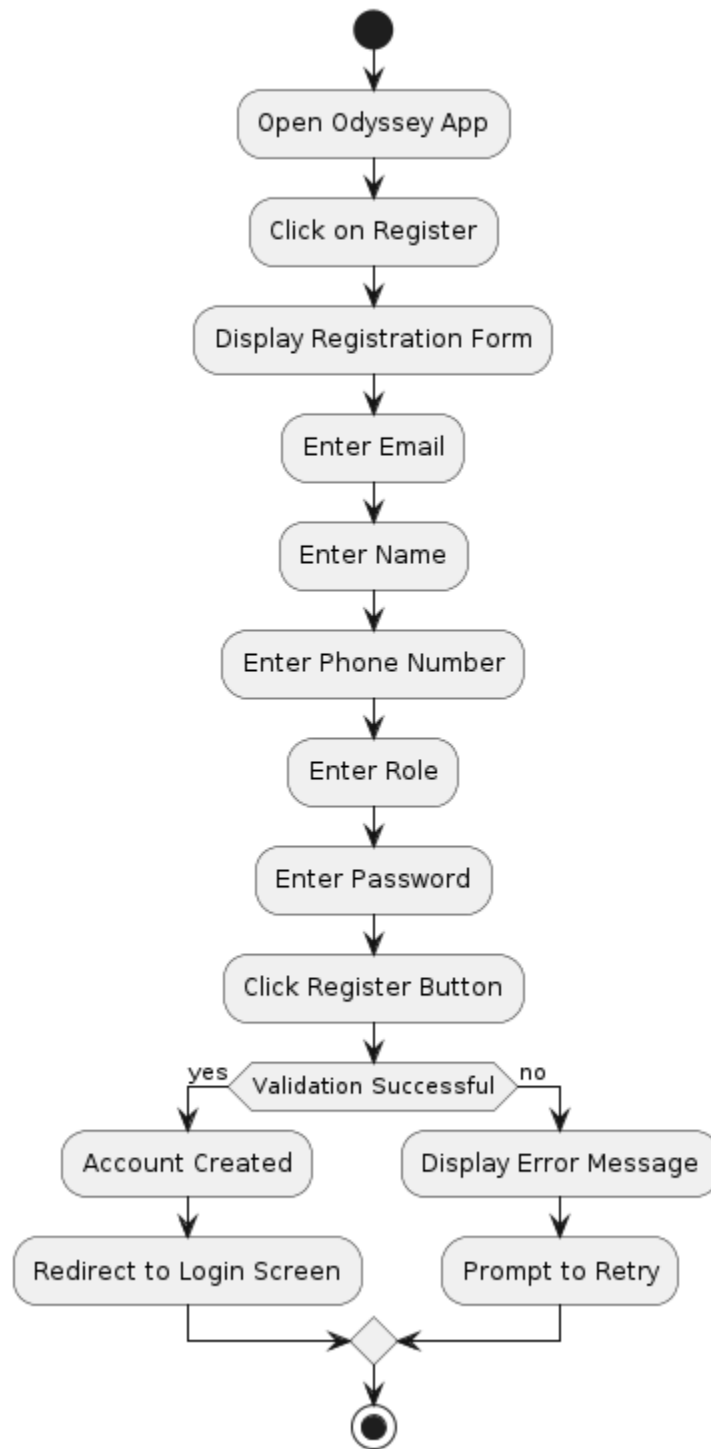 Open Odyssey App
Click on Register
Display Registration Form
Enter Email
Enter Name
Enter Phone Number
Enter Role
Enter Password
Click Register Button
yes
Validation Successful
no
Account Created
Display Error Message
Redirect to Login Screen
Prompt to Retry